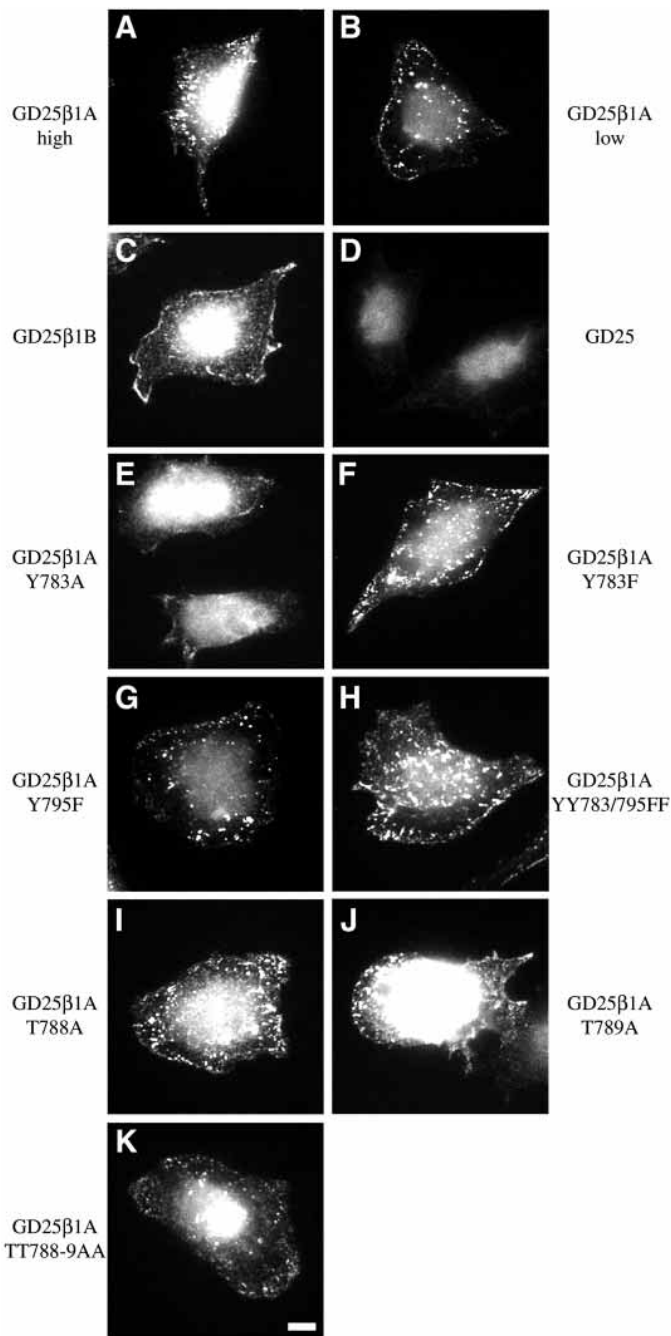 A
B
GD25β1A
high
GD25β1A
low
C
D
GD25β1B
GD25
E
F
GD25β1A
Y783A
GD25β1A
Y783F
G
H
GD25β1A
Y795F
GD25β1A
YY783/795FF
I
J
GD25β1A
T788A
GD25β1A
T789A
K
GD25β1A
TT788-9AA